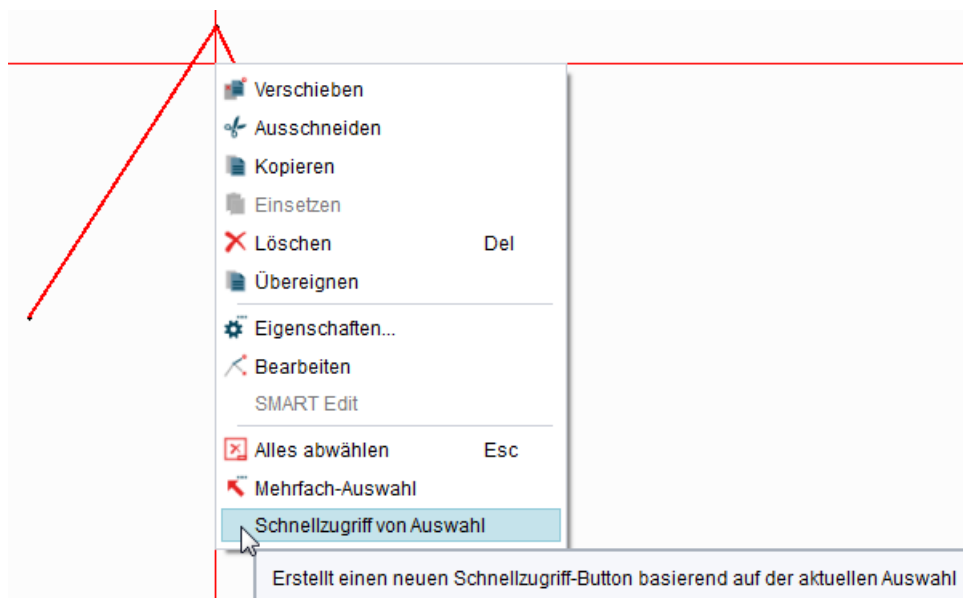 Verschieben
Ausschneiden
Kopieren
Einsetzen
Löschen Del
Übereignen
Eigenschaften...
Bearbeiten
SMART Edit
Alles abwählen Esc
Mehrfach-Auswahl
Schnellzugriff von Auswahl
Erstellt einen neuen Schnellzugriff-Button basierend auf der aktuellen Auswahl